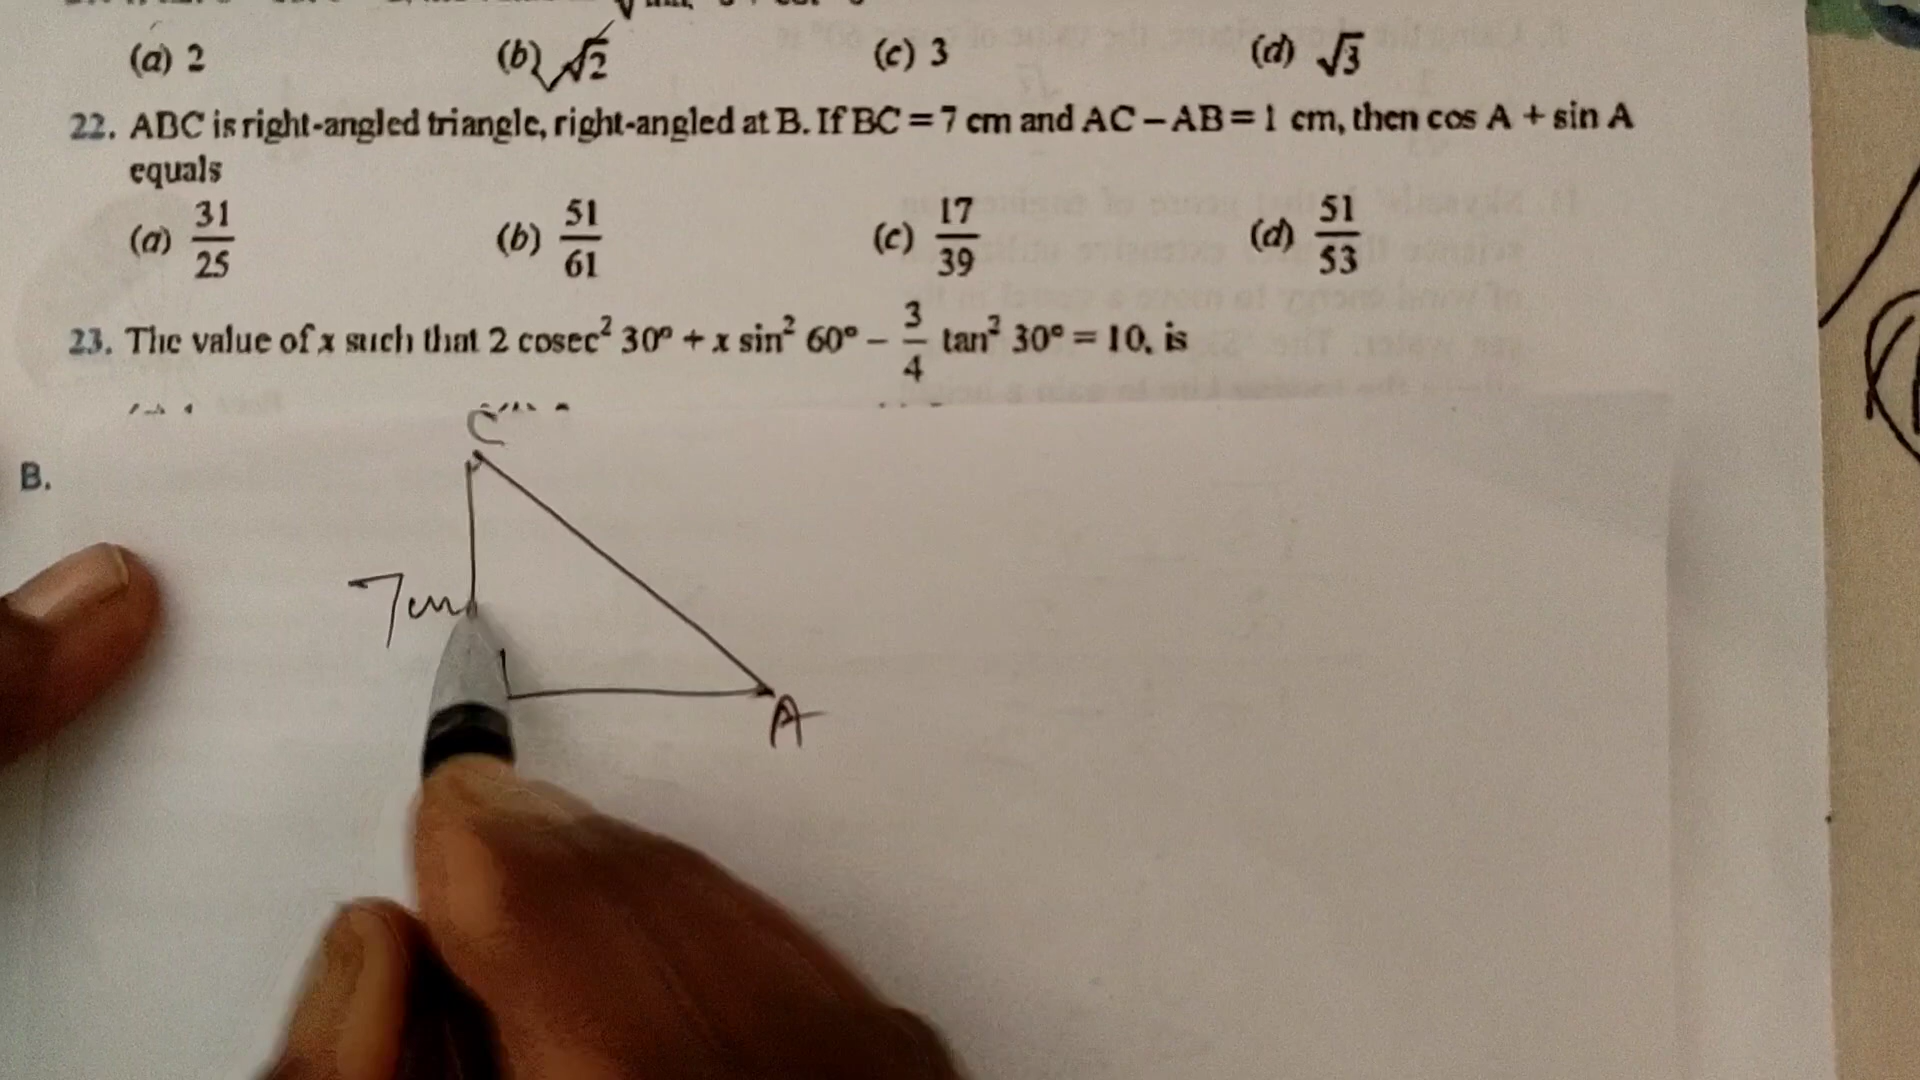 (a) 2 (b) √2 (c) 3 (d) √3
22. ABC is right-angled triangle, right-angled at B. If BC = 7 cm and AC – AB = 1 cm, then cos A + sin A
equals
(a) 31/25 (b) 51/61 (c) 17/39 (d) 51/53
23. The value of x such that 2 cosec² 30° + x sin² 60° – 3/4 tan² 30° = 10, is
C
B.
7cm
A